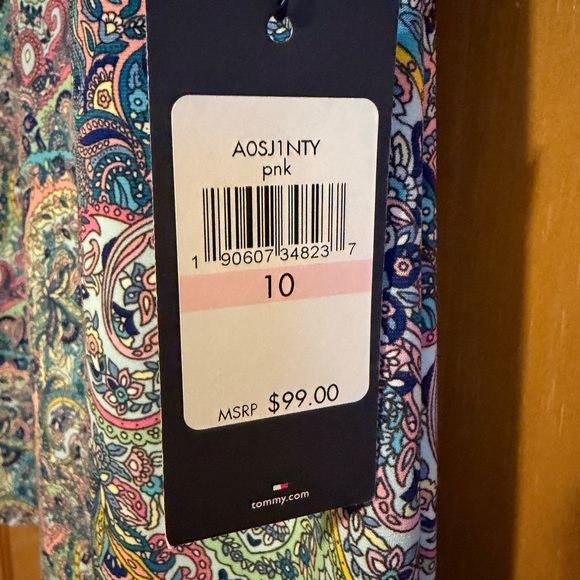 A0SJ1NTY
pnk
1 90607 34823 7
10
MSRP $99.00
tommy.com